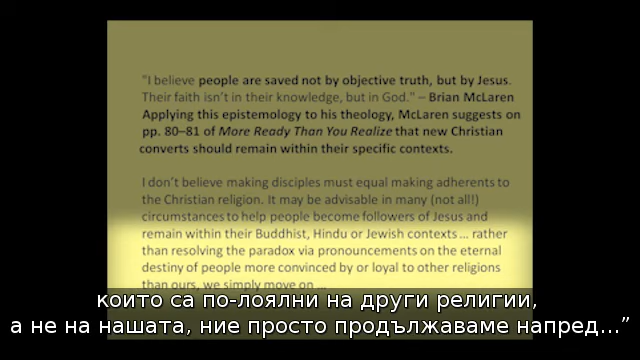 "I believe people are saved not by objective truth, but by Jesus.
Their faith isn't in their knowledge, but in God." – Brian McLaren
Applying this epistemology to his theology, McLaren suggests on
pp. 80–81 of More Ready Than You Realize that new Christian
converts should remain within their specific contexts.
I don't believe making disciples must equal making adherents to
the Christian religion. It may be advisable in many (not all!)
circumstances to help people become followers of Jesus and
remain within their Buddhist, Hindu or Jewish contexts … rather
than resolving the paradox via pronouncements on the eternal
destiny of people more convinced by or loyal to other religions
than ours, we simply move on …
които са по-лоялни на други религии,
а не на нашата, ние просто продължаваме напред...”